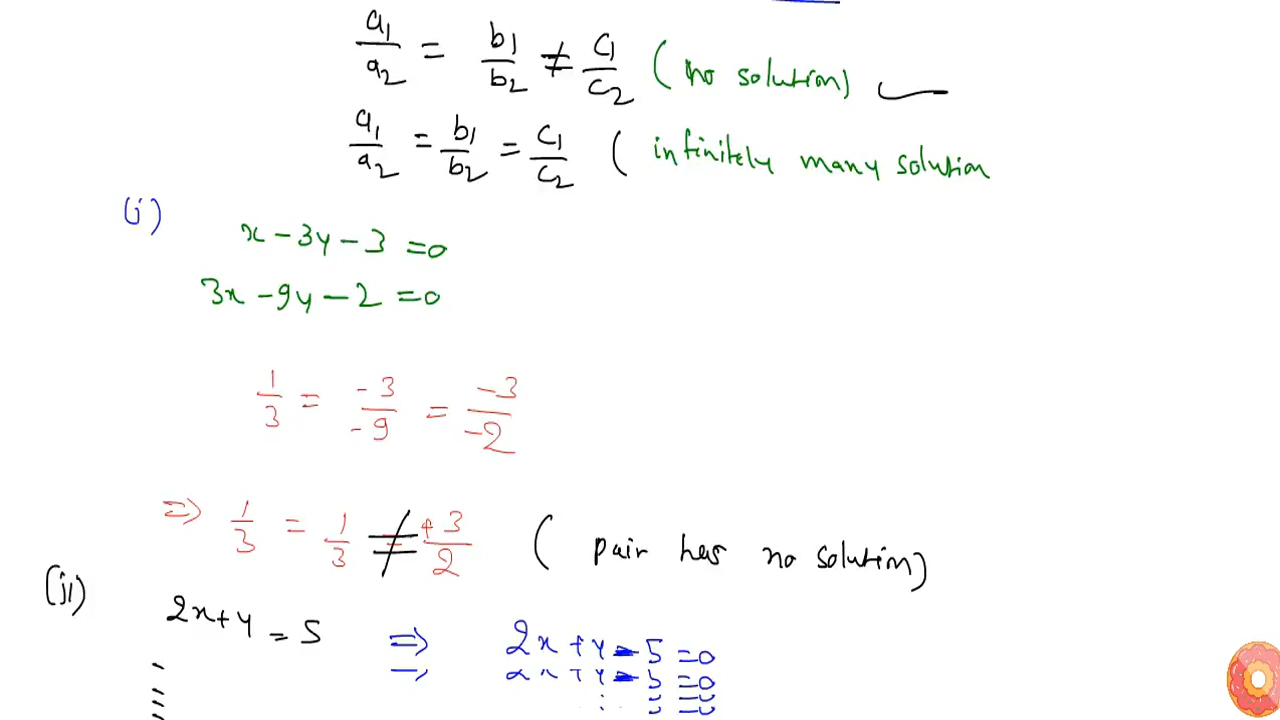 a1/a2 = b1/b2 ≠ c1/c2 (no solution)
a1/a2 = b1/b2 = c1/c2 (infinitely many solution
(i)
x - 3y - 3 = 0
3x - 9y - 2 = 0
1/3 = -3/-9 = -3/-2
⇒ 1/3 = 1/3 ≠ +3/2 (pair has no solution)
(ii)
2x + y = 5 ⇒ 2x + y - 5 = 0